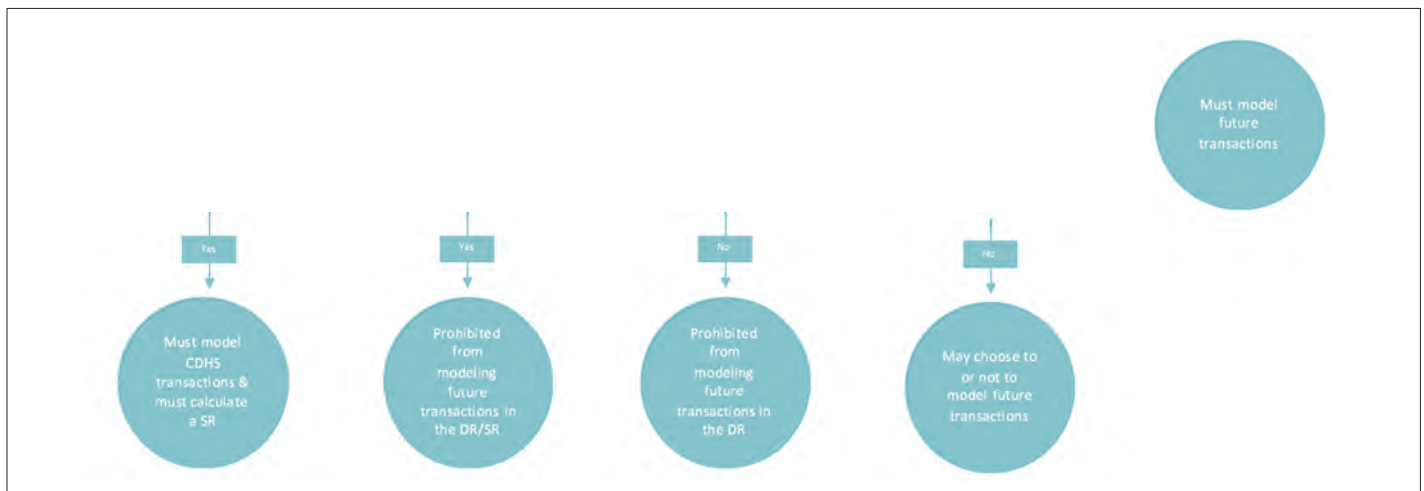 Must model
future
transactions
Yes
Yes
No
No
Must model
CDHS
transactions &
must calculate
a SR
Prohibited
from
modeling
future
transactions in
the DR/SR
Prohibited
from
modeling
future
transactions in
the DR
May choose to
or not to
model future
transactions